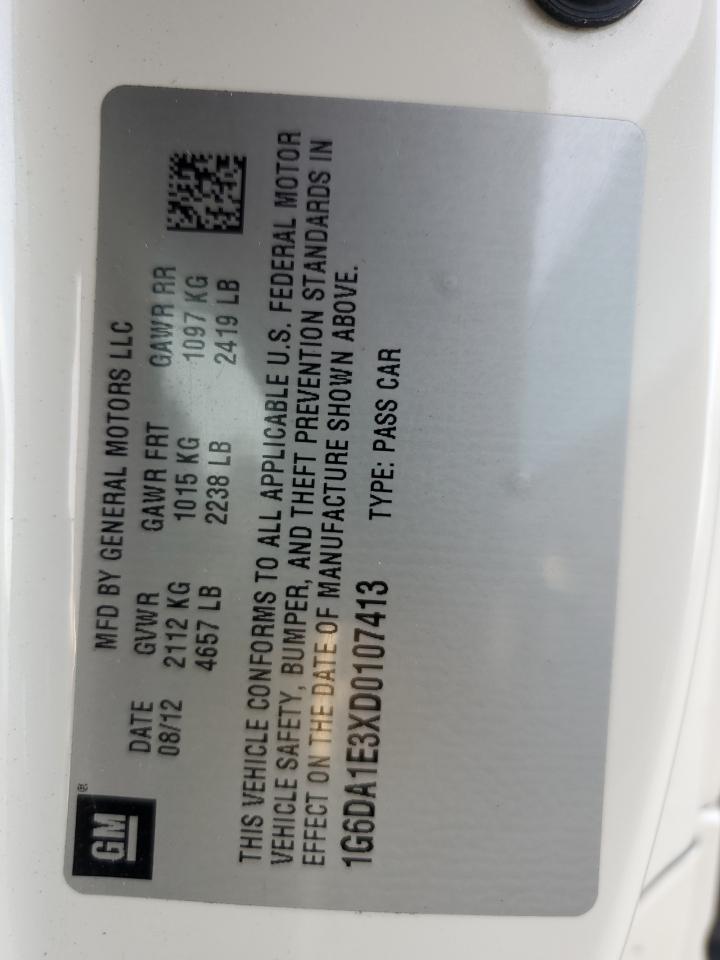 GM ®
MFD BY GENERAL MOTORS LLC
DATE GVWR GAWR FRT GAWR RR
08/12 2112 KG 1015 KG 1097 KG
4657 LB 2238 LB 2419 LB
THIS VEHICLE CONFORMS TO ALL APPLICABLE U.S. FEDERAL MOTOR
VEHICLE SAFETY, BUMPER, AND THEFT PREVENTION STANDARDS IN
EFFECT ON THE DATE OF MANUFACTURE SHOWN ABOVE.
1G6DA1E3XD0107413 TYPE: PASS CAR